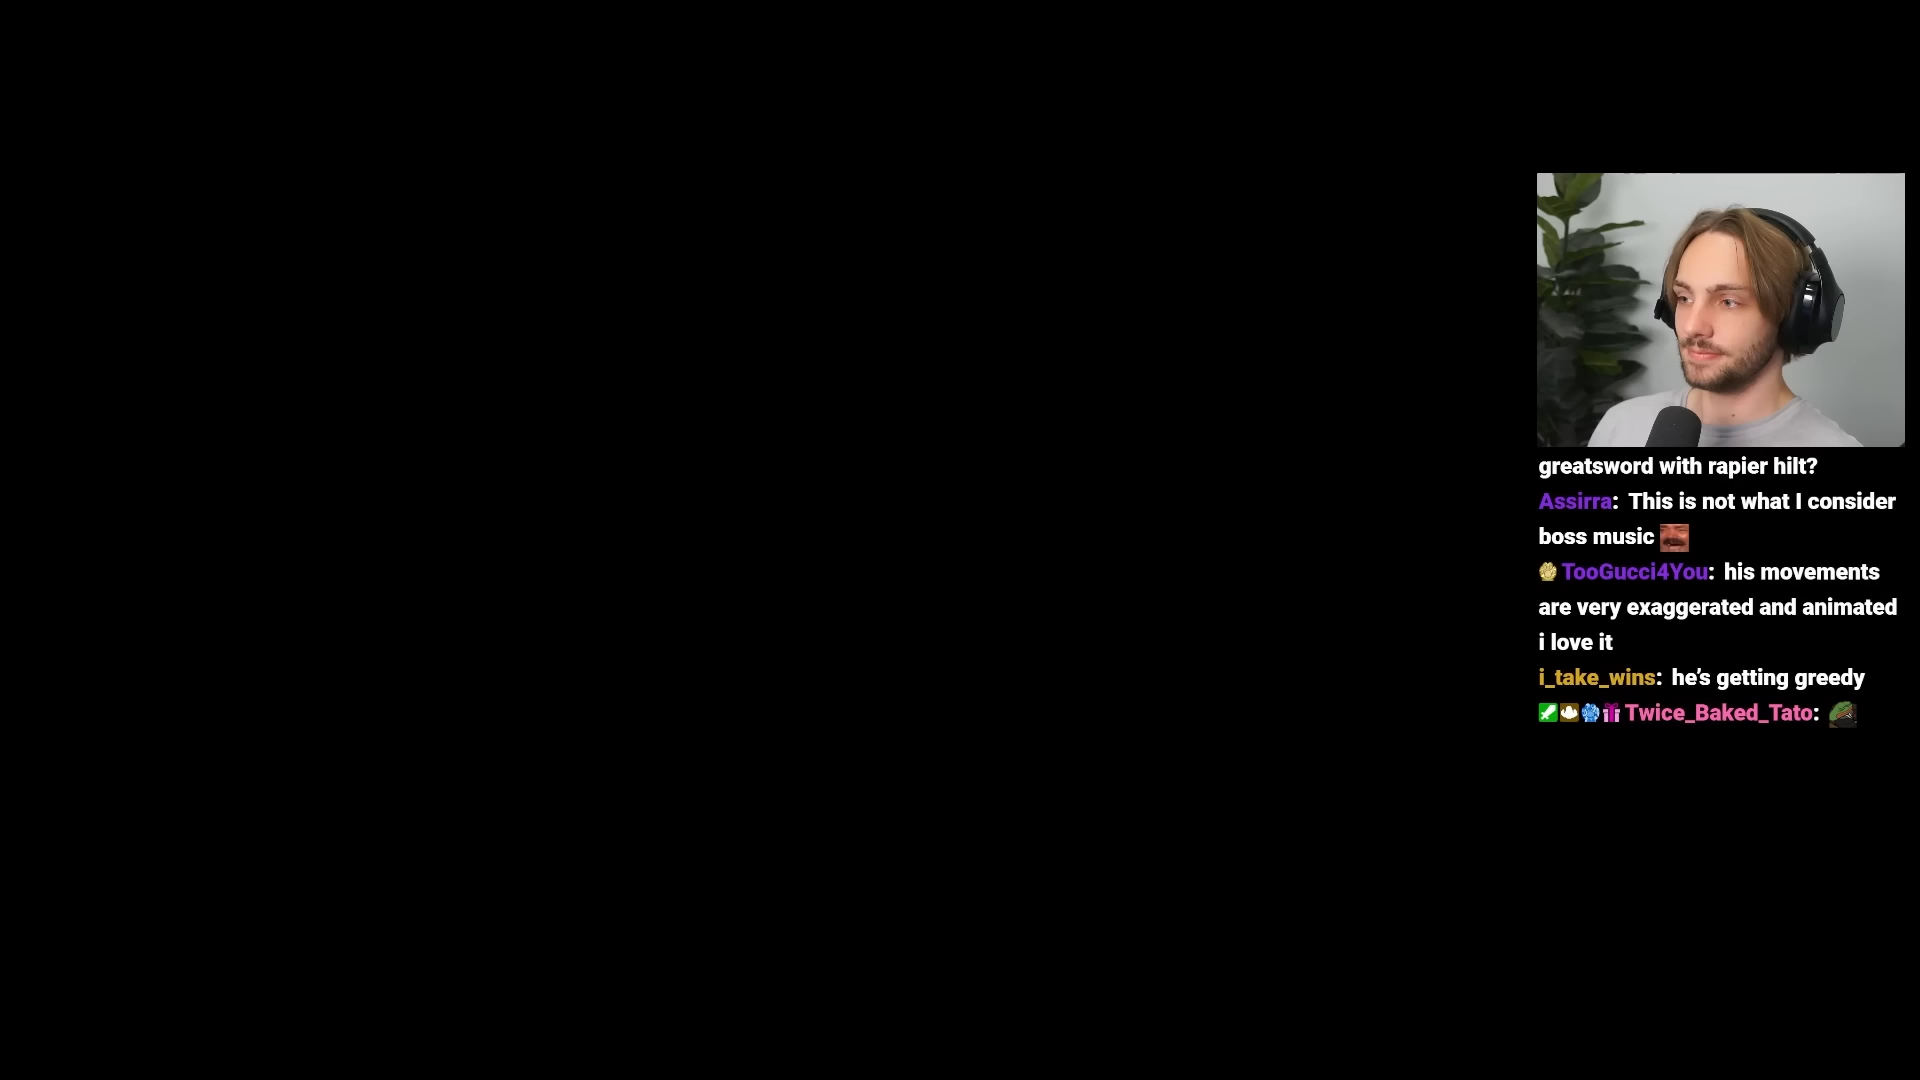 greatsword with rapier hilt?
Assirra: This is not what I consider
boss music
TooGucci4You: his movements
are very exaggerated and animated
i love it
i_take_wins: he’s getting greedy
Twice_Baked_Tato: